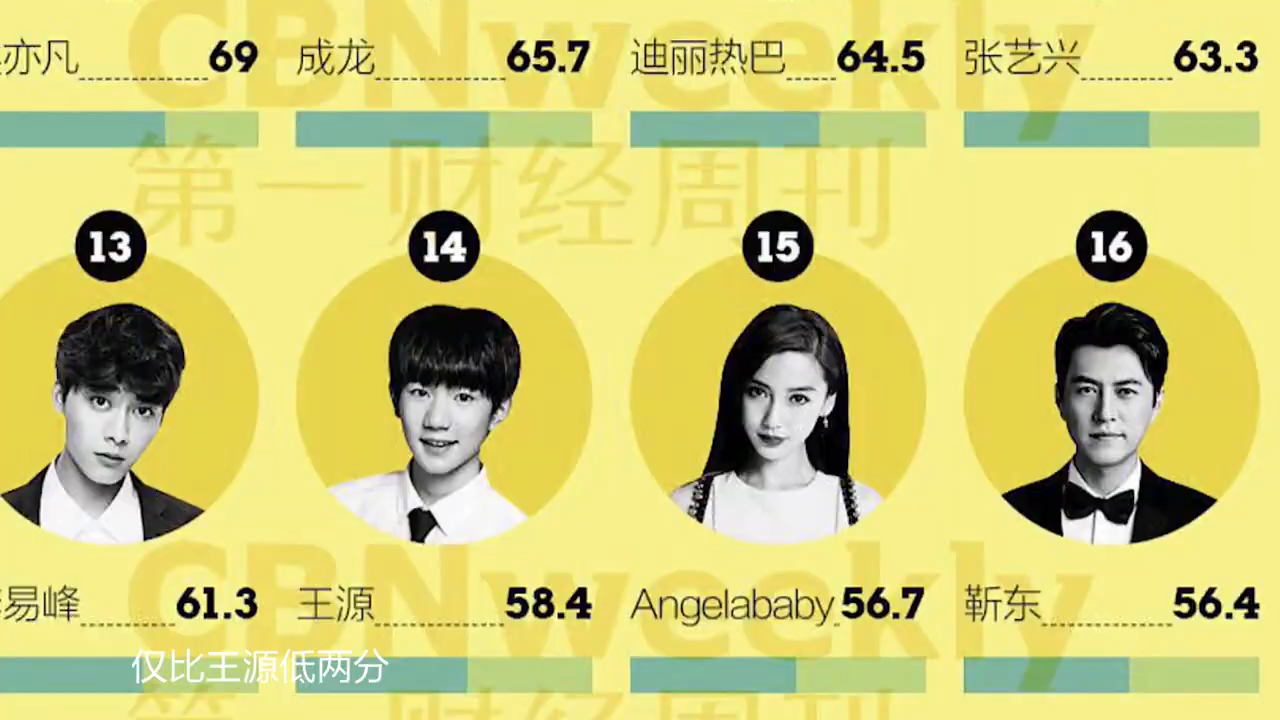 CBNweekly
亦凡 69 成龙 65.7 迪丽热巴 64.5 张艺兴 63.3
第一财经周刊
13 14 15 16
CBNweekly
易峰 61.3 王源 58.4 Angelababy 56.7 靳东 56.4
仅比王源低两分